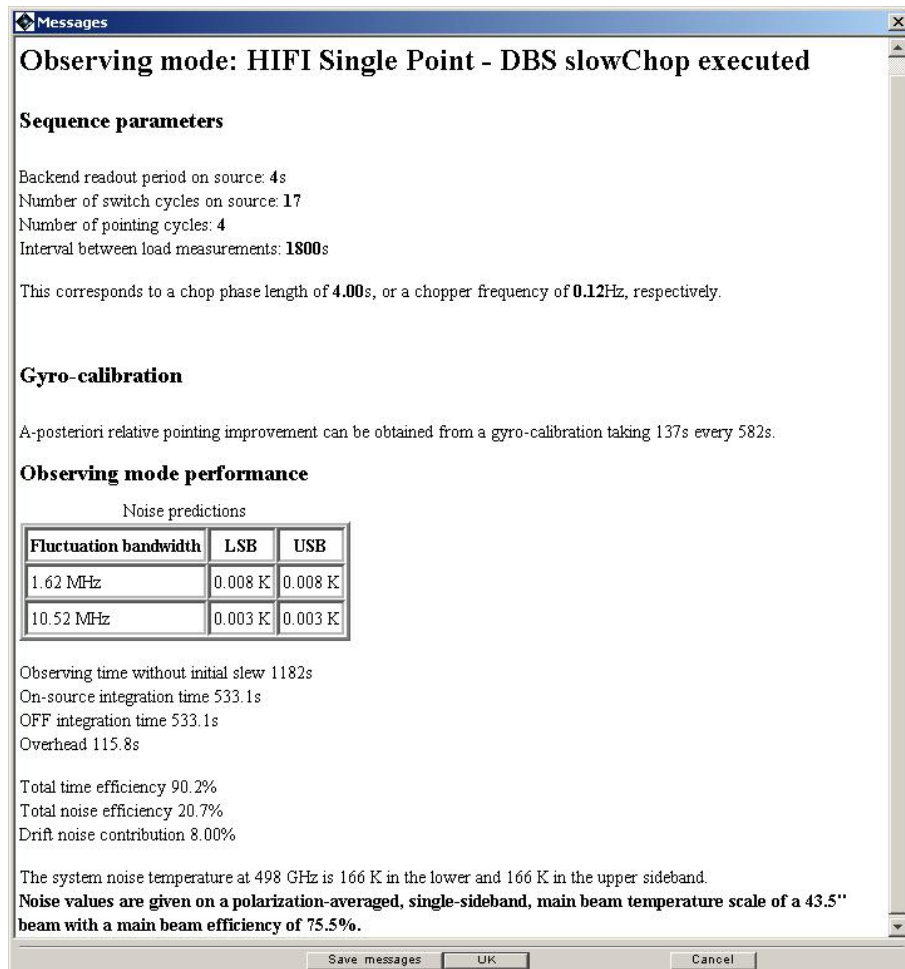 Messages
Observing mode: HIFI Single Point - DBS slowChop executed
Sequence parameters
Backend readout period on source: 4s
Number of switch cycles on source: 17
Number of pointing cycles: 4
Interval between load measurements: 1800s
This corresponds to a chop phase length of 4.00s, or a chopper frequency of 0.12Hz, respectively.
Gyro-calibration
A-posteriori relative pointing improvement can be obtained from a gyro-calibration taking 137s every 582s.
Observing mode performance
Noise predictions
Fluctuation bandwidth LSB USB
1.62 MHz 0.008 K 0.008 K
10.52 MHz 0.003 K 0.003 K
Observing time without initial slew 1182s
On-source integration time 533.1s
OFF integration time 533.1s
Overhead 115.8s
Total time efficiency 90.2%
Total noise efficiency 20.7%
Drift noise contribution 8.00%
The system noise temperature at 498 GHz is 166 K in the lower and 166 K in the upper sideband.
Noise values are given on a polarization-averaged, single-sideband, main beam temperature scale of a 43.5"
beam with a main beam efficiency of 75.5%.
Save messages OK Cancel